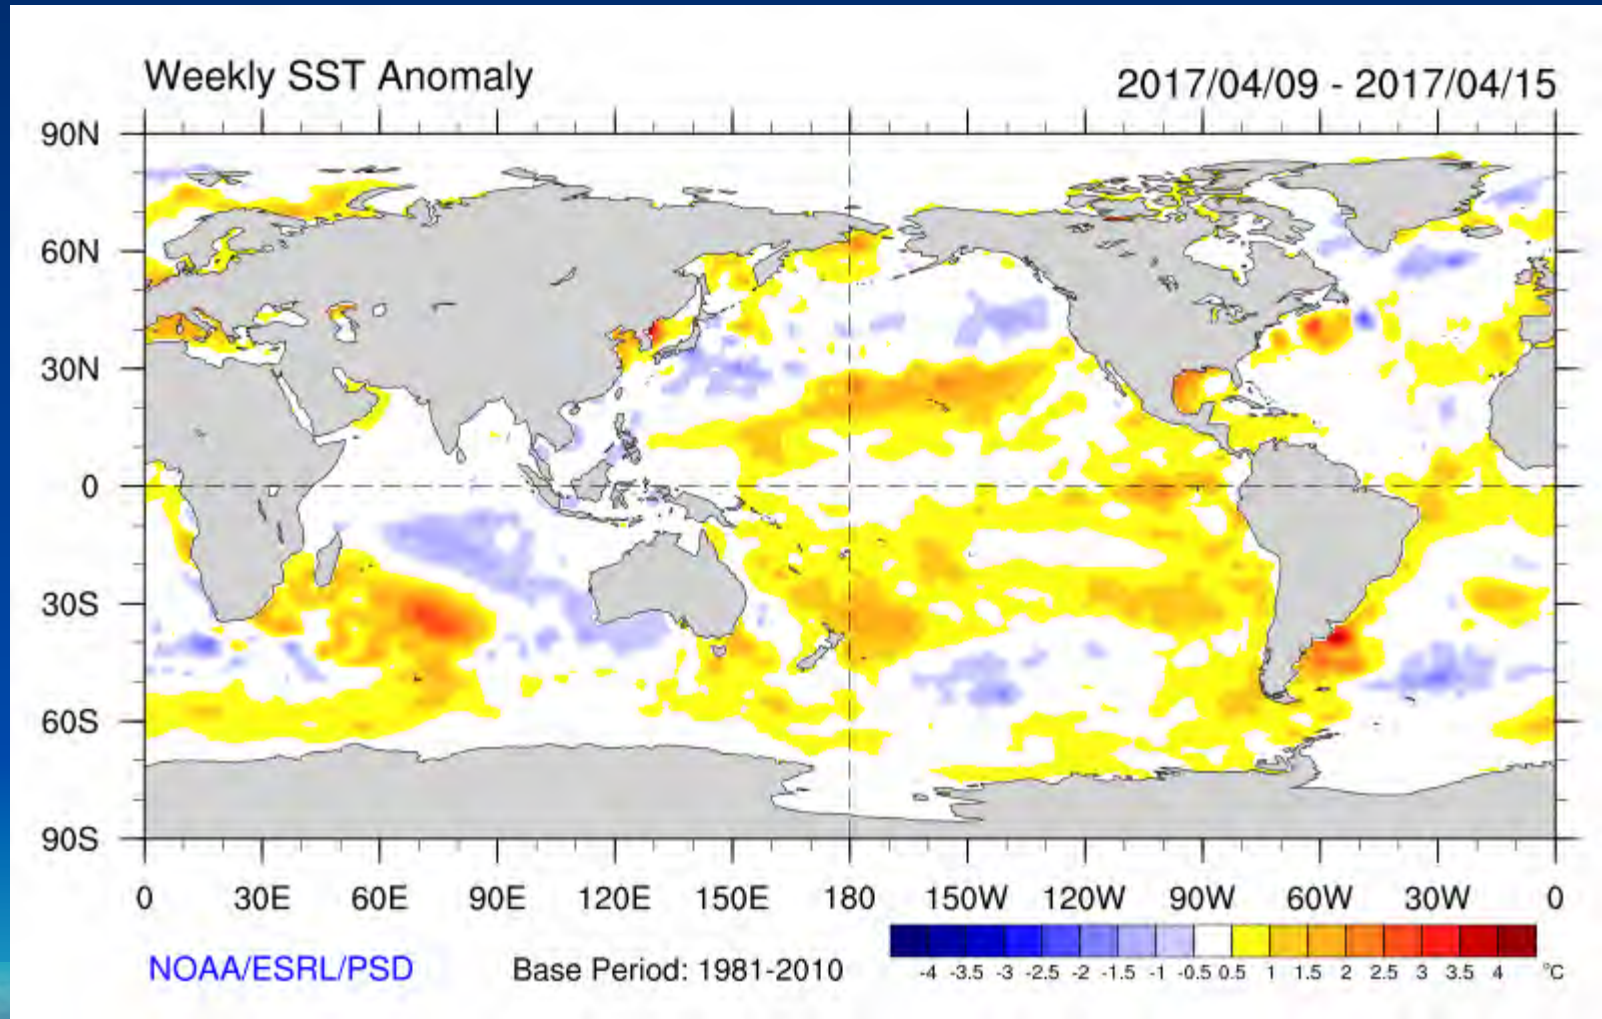 Weekly SST Anomaly
2017/04/09 - 2017/04/15
90N
60N
30N
0
30S
60S
90S
0 30E 60E 90E 120E 150E 180 150W 120W 90W 60W 30W 0
NOAA/ESRL/PSD
Base Period: 1981-2010
-4 -3.5 -3 -2.5 -2 -1.5 -1 -0.5 0.5 1 1.5 2 2.5 3 3.5 4 °C